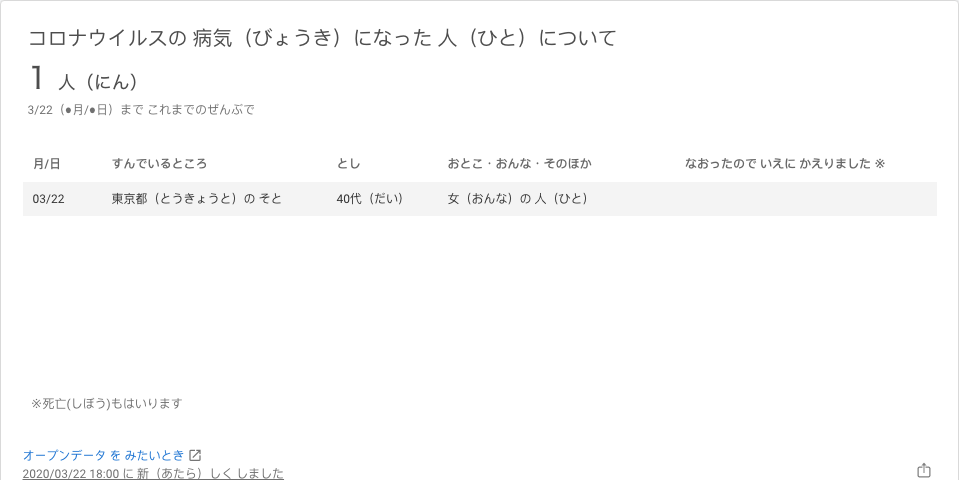 コロナウイルスの 病気（びょうき）になった 人（ひと）について
1 人（にん）
3/22（●月/●日）まで これまでのぜんぶで
月/日 すんでいるところ とし おとこ・おんな・そのほか なおったので いえに かえりました ※
03/22 東京都（とうきょうと）の そと 40代（だい） 女（おんな）の 人（ひと）
※死亡(しぼう)もはいります
オープンデータ を みたいとき
2020/03/22 18:00 に 新（あたら）しく しました